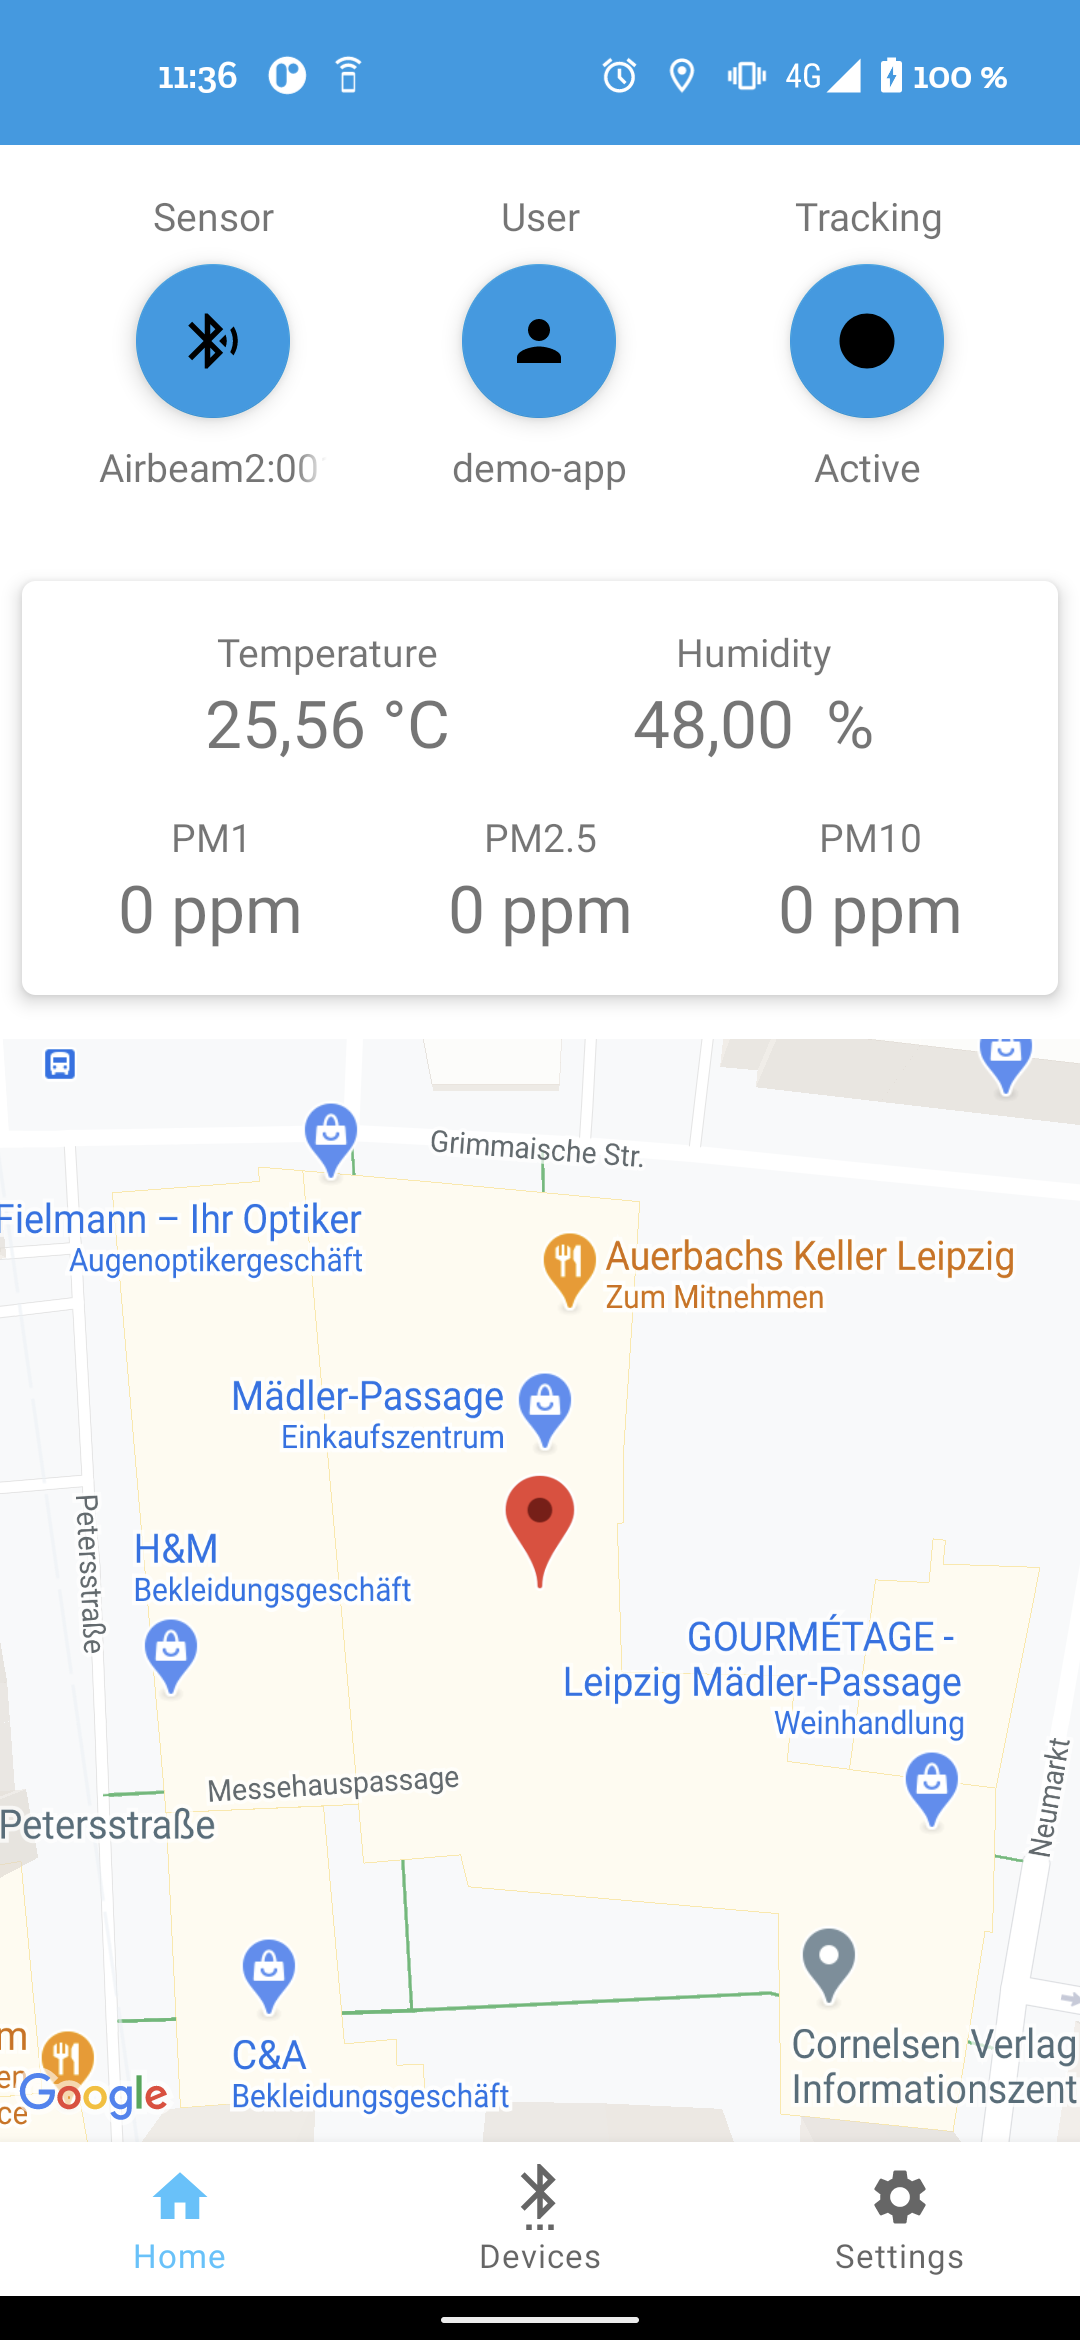 11:36 4G 100 %
Sensor User Tracking
Airbeam2:00 demo-app Active
Temperature Humidity
25,56 °C 48,00 %
PM1 PM2.5 PM10
0 ppm 0 ppm 0 ppm
Grimmaische Str.
Fielmann – Ihr Optiker
Augenoptikergeschäft
Auerbachs Keller Leipzig
Zum Mitnehmen
Mädler-Passage
Einkaufszentrum
Petersstraße
H&M
Bekleidungsgeschäft
GOURMÉTAGE -
Leipzig Mädler-Passage
Weinhandlung
Messehauspassage
Neumarkt
Petersstraße
C&A
Bekleidungsgeschäft
Cornelsen Verlag
Informationszent
m
en
ce
Google
Home Devices Settings